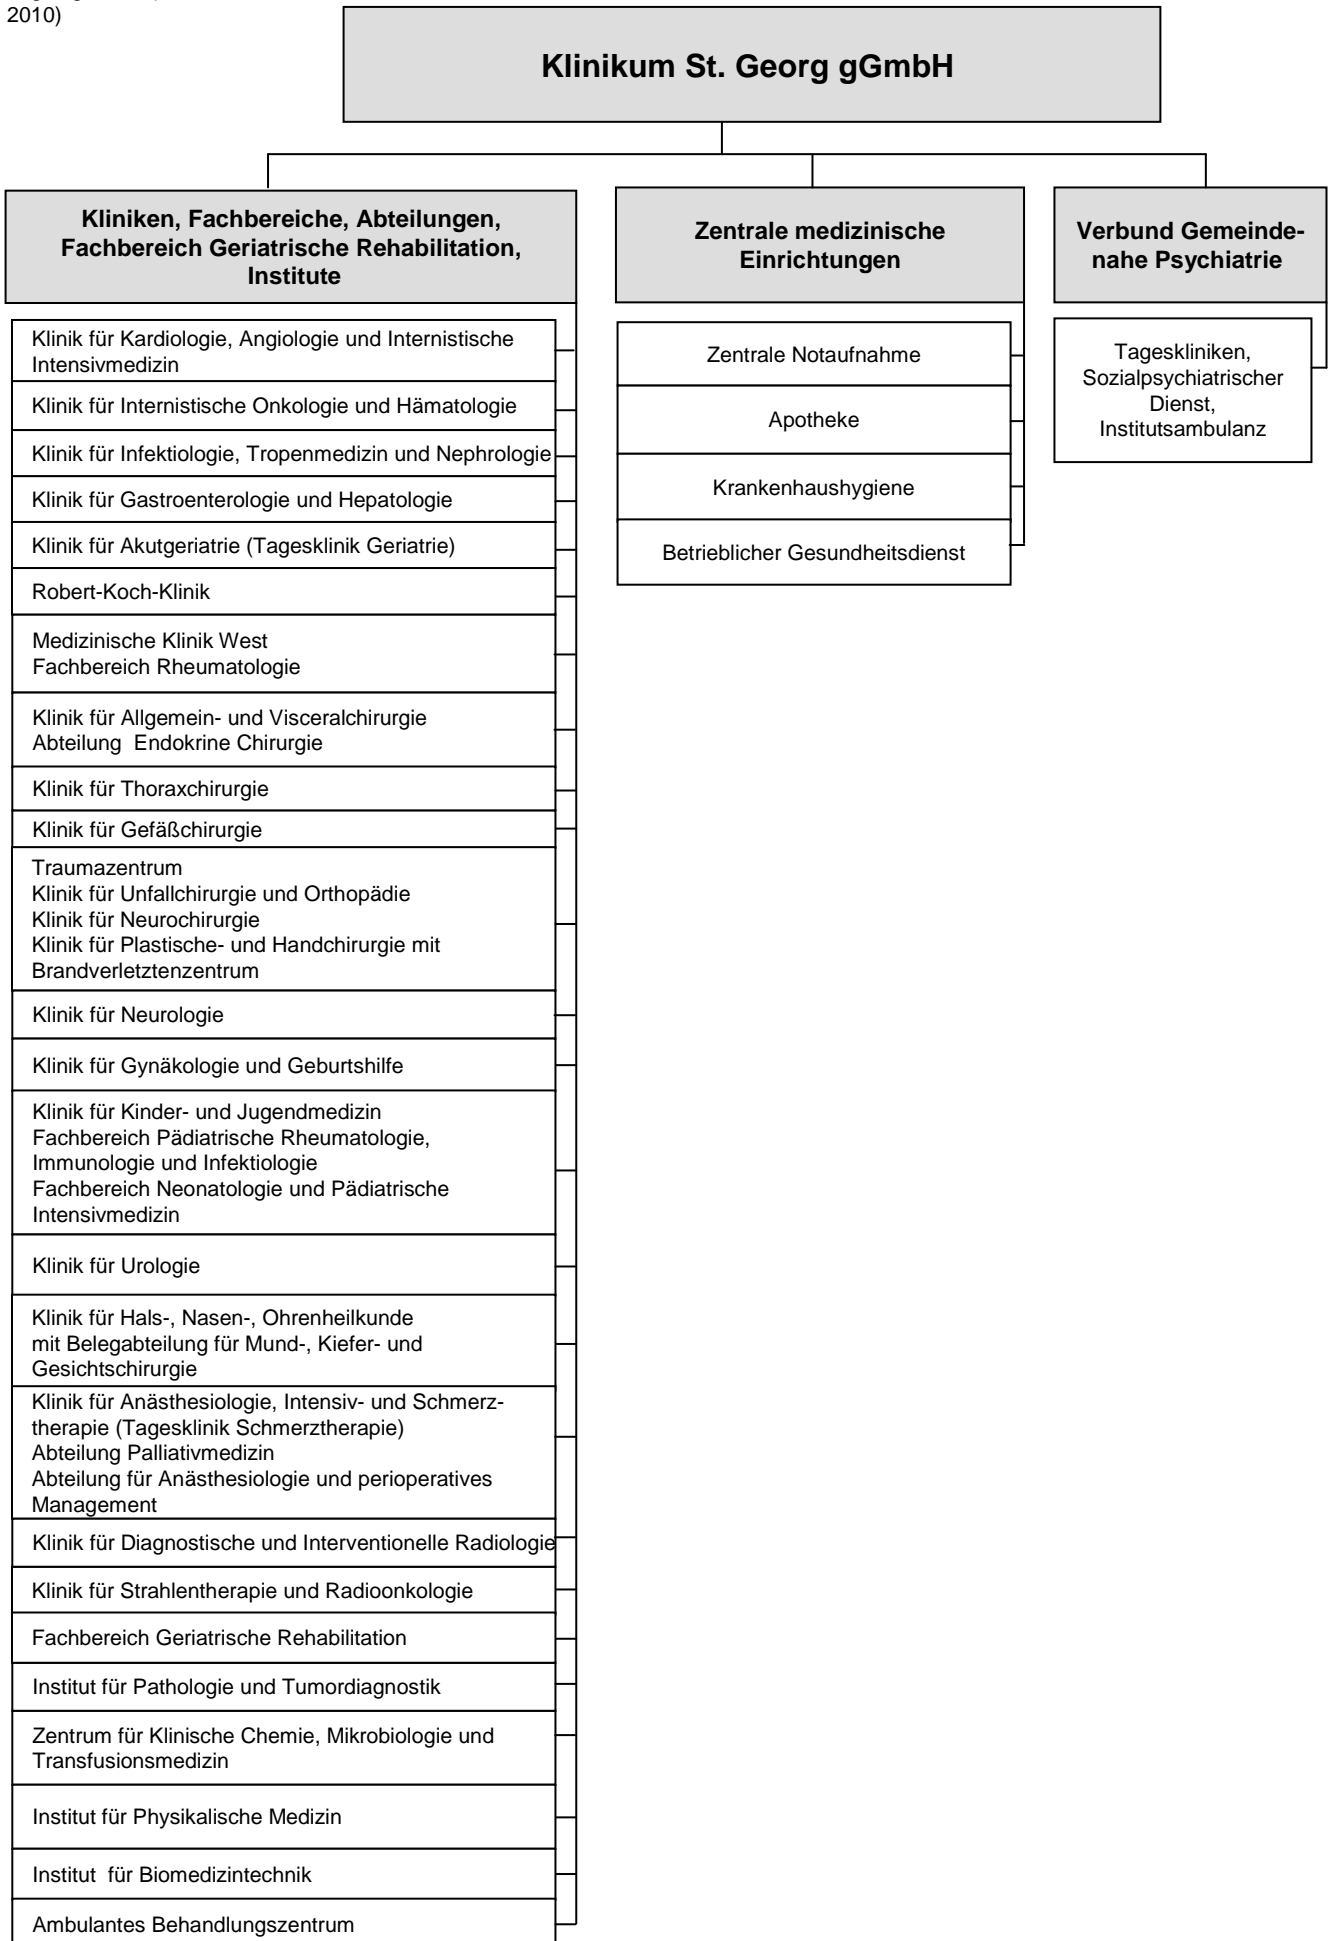 2010)
Klinikum St. Georg gGmbH
Kliniken, Fachbereiche, Abteilungen,
Fachbereich Geriatrische Rehabilitation,
Institute
Klinik für Kardiologie, Angiologie und Internistische
Intensivmedizin
Klinik für Internistische Onkologie und Hämatologie
Klinik für Infektiologie, Tropenmedizin und Nephrologie
Klinik für Gastroenterologie und Hepatologie
Klinik für Akutgeriatrie (Tagesklinik Geriatrie)
Robert-Koch-Klinik
Medizinische Klinik West
Fachbereich Rheumatologie
Klinik für Allgemein- und Visceralchirurgie
Abteilung  Endokrine Chirurgie
Klinik für Thoraxchirurgie
Klinik für Gefäßchirurgie
Traumazentrum
Klinik für Unfallchirurgie und Orthopädie
Klinik für Neurochirurgie
Klinik für Plastische- und Handchirurgie mit
Brandverletztenzentrum
Klinik für Neurologie
Klinik für Gynäkologie und Geburtshilfe
Klinik für Kinder- und Jugendmedizin
Fachbereich Pädiatrische Rheumatologie,
Immunologie und Infektiologie
Fachbereich Neonatologie und Pädiatrische
Intensivmedizin
Klinik für Urologie
Klinik für Hals-, Nasen-, Ohrenheilkunde
mit Belegabteilung für Mund-, Kiefer- und
Gesichtschirurgie
Klinik für Anästhesiologie, Intensiv- und Schmerz-
therapie (Tagesklinik Schmerztherapie)
Abteilung Palliativmedizin
Abteilung für Anästhesiologie und perioperatives
Management
Klinik für Diagnostische und Interventionelle Radiologie
Klinik für Strahlentherapie und Radioonkologie
Fachbereich Geriatrische Rehabilitation
Institut für Pathologie und Tumordiagnostik
Zentrum für Klinische Chemie, Mikrobiologie und
Transfusionsmedizin
Institut für Physikalische Medizin
Institut  für Biomedizintechnik
Ambulantes Behandlungszentrum
Zentrale medizinische
Einrichtungen
Zentrale Notaufnahme
Apotheke
Krankenhaushygiene
Betrieblicher Gesundheitsdienst
Verbund Gemeinde-
nahe Psychiatrie
Tageskliniken,
Sozialpsychiatrischer
Dienst,
Institutsambulanz